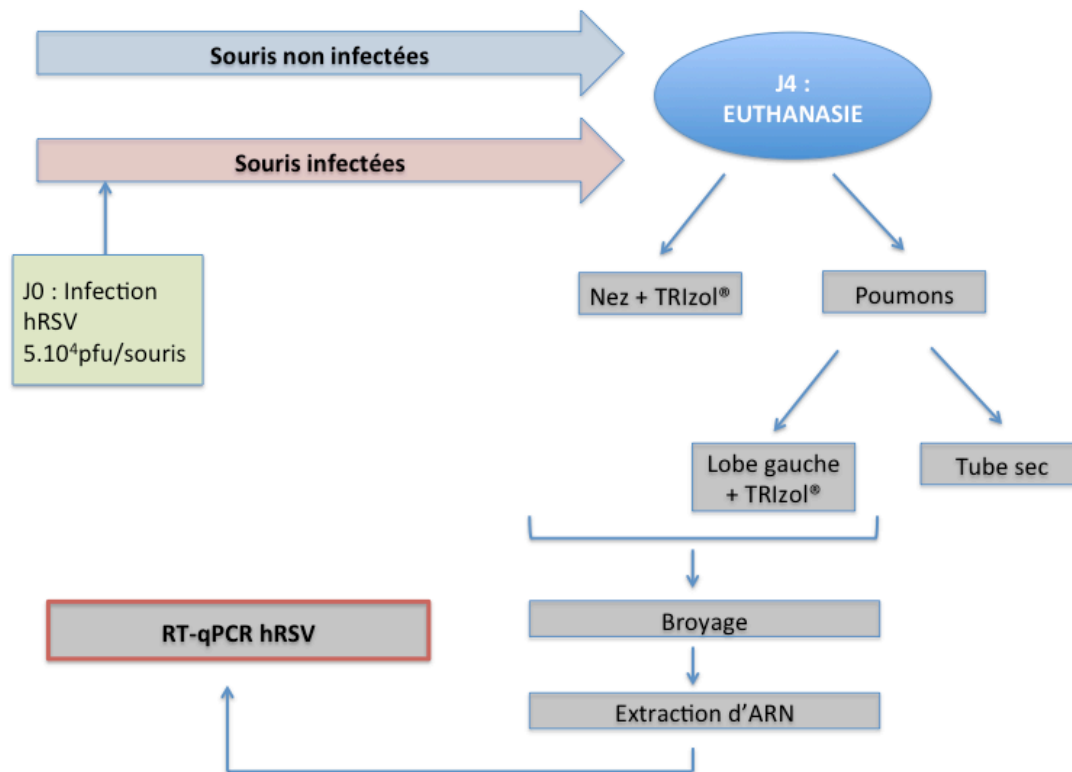 Souris non infectées
J4 :
EUTHANASIE
Souris infectées
J0 : Infection
hRSV
5.10⁴pfu/souris
Nez + TRIzol®
Poumons
Lobe gauche
+ TRIzol®
Tube sec
Broyage
RT-qPCR hRSV
Extraction d’ARN